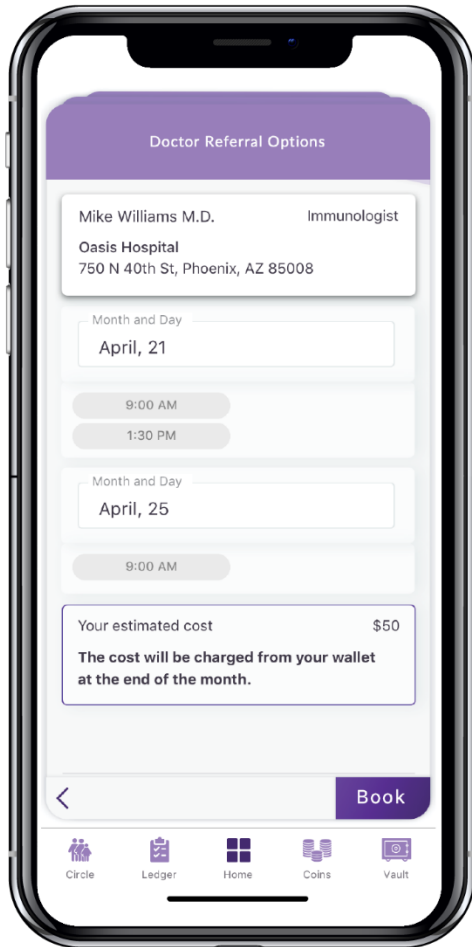 Doctor Referral Options
Mike Williams M.D. Immunologist
Oasis Hospital
750 N 40th St, Phoenix, AZ 85008
Month and Day
April, 21
9:00 AM
1:30 PM
Month and Day
April, 25
9:00 AM
Your estimated cost $50
The cost will be charged from your wallet
at the end of the month.
Book
Circle Ledger Home Coins Vault